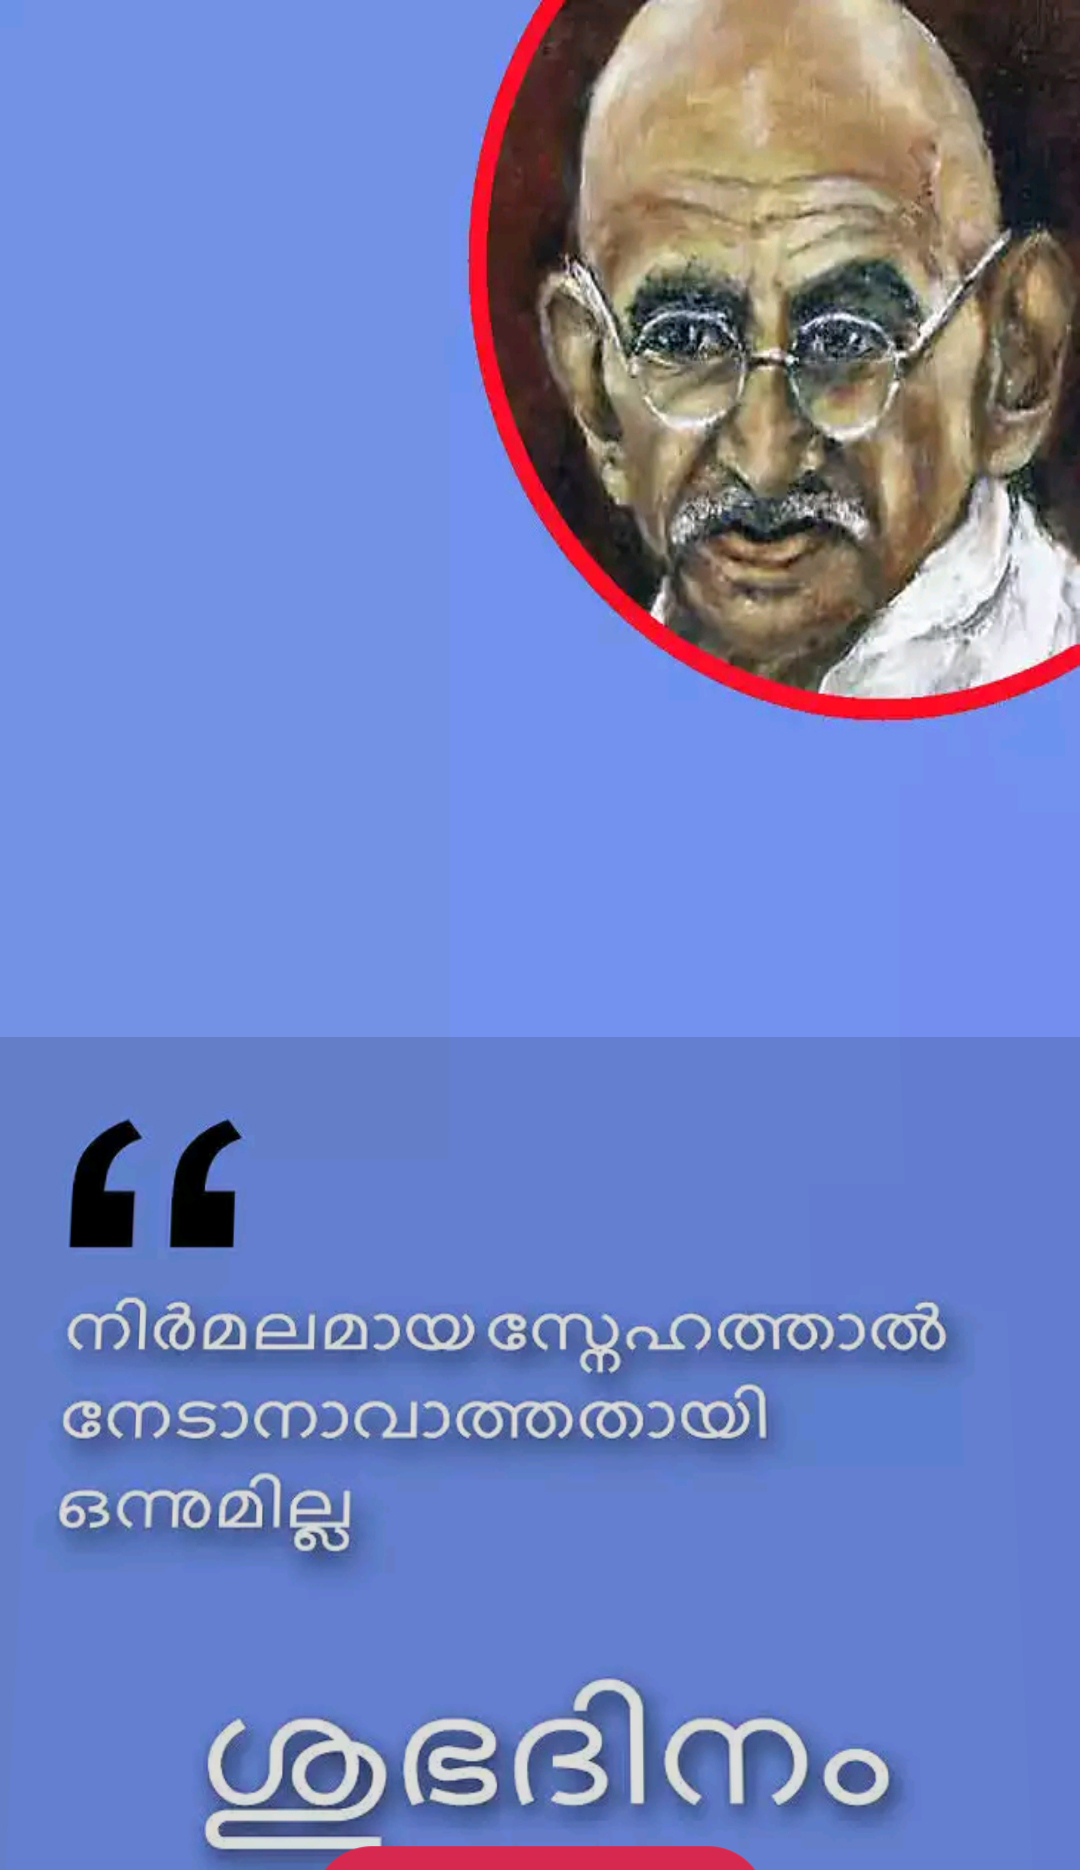 “
നിർമലമായ സ്നേഹത്താൽ
നേടാനാവാത്തതായി
ഒന്നുമില്ല
ശുഭദിനം